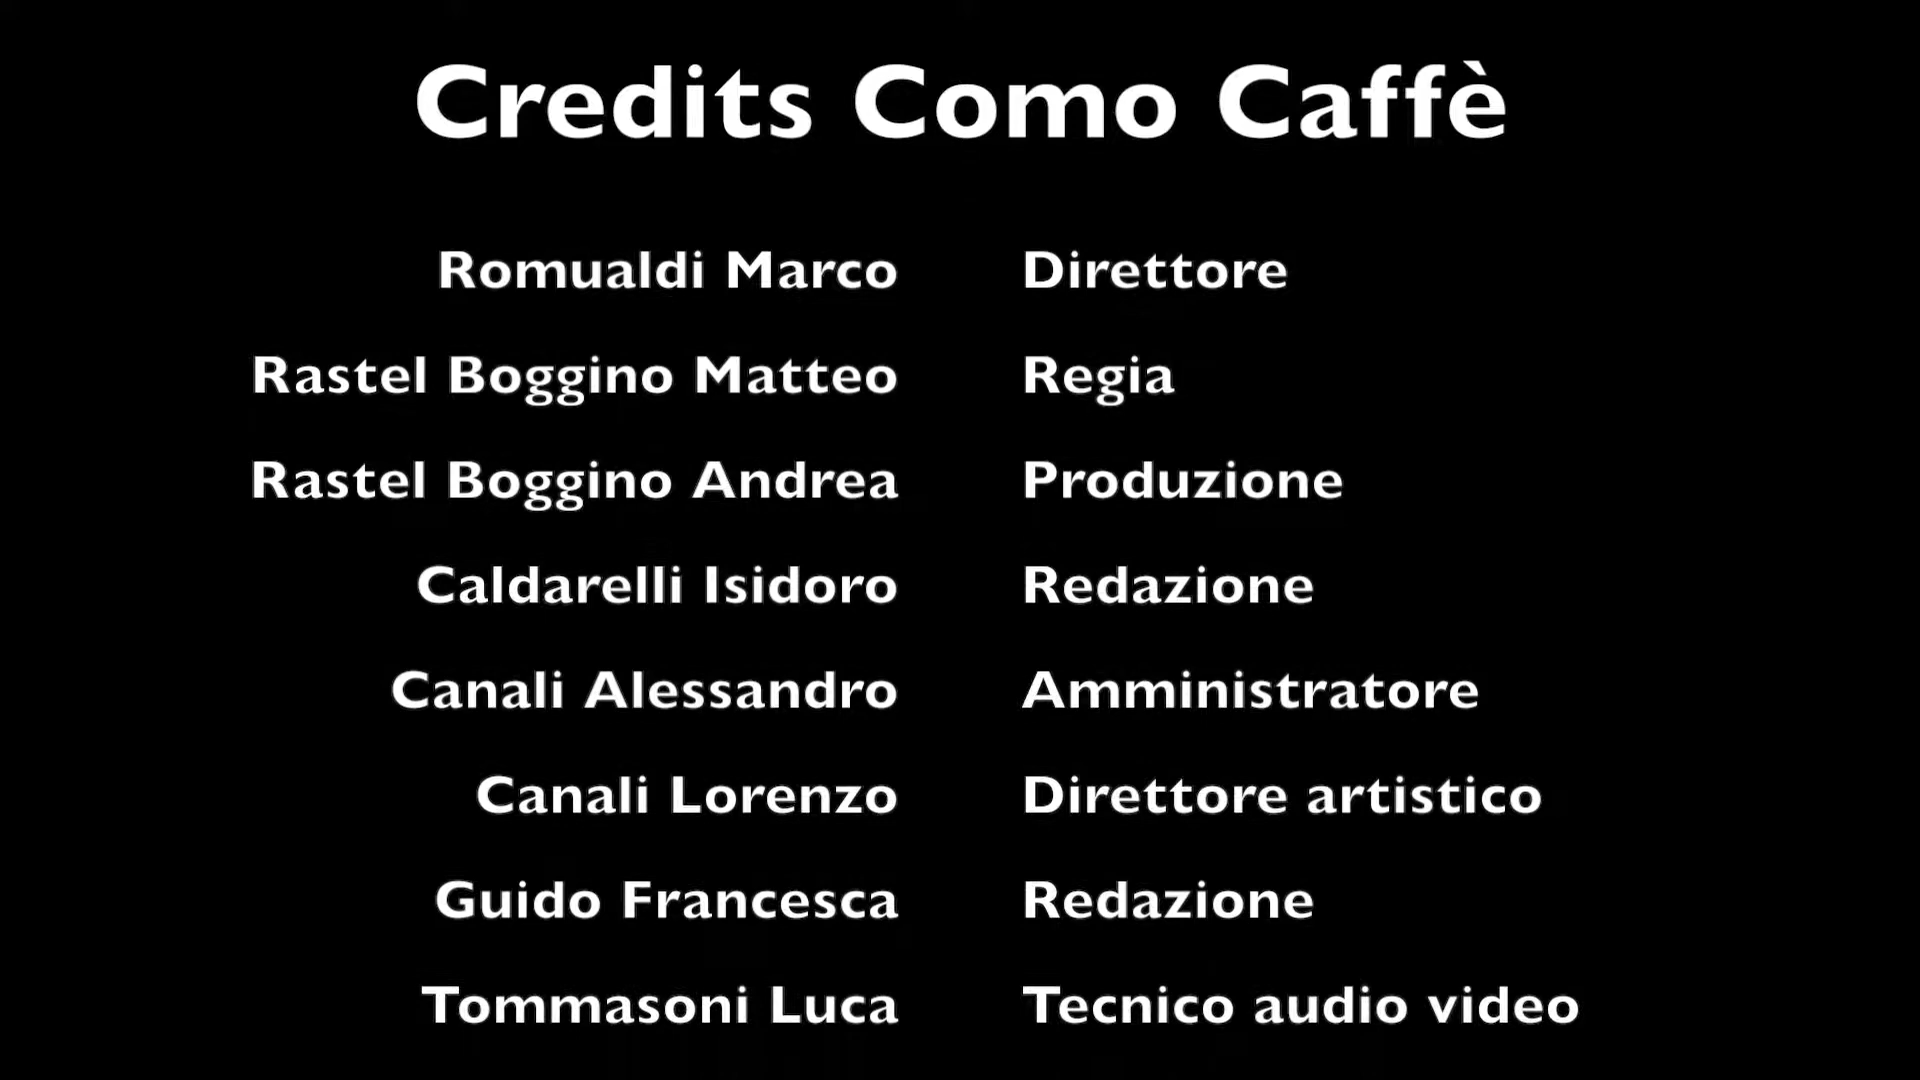 Credits Como Caffè
Romualdi Marco Direttore
Rastel Boggino Matteo Regia
Rastel Boggino Andrea Produzione
Caldarelli Isidoro Redazione
Canali Alessandro Amministratore
Canali Lorenzo Direttore artistico
Guido Francesca Redazione
Tommasoni Luca Tecnico audio video